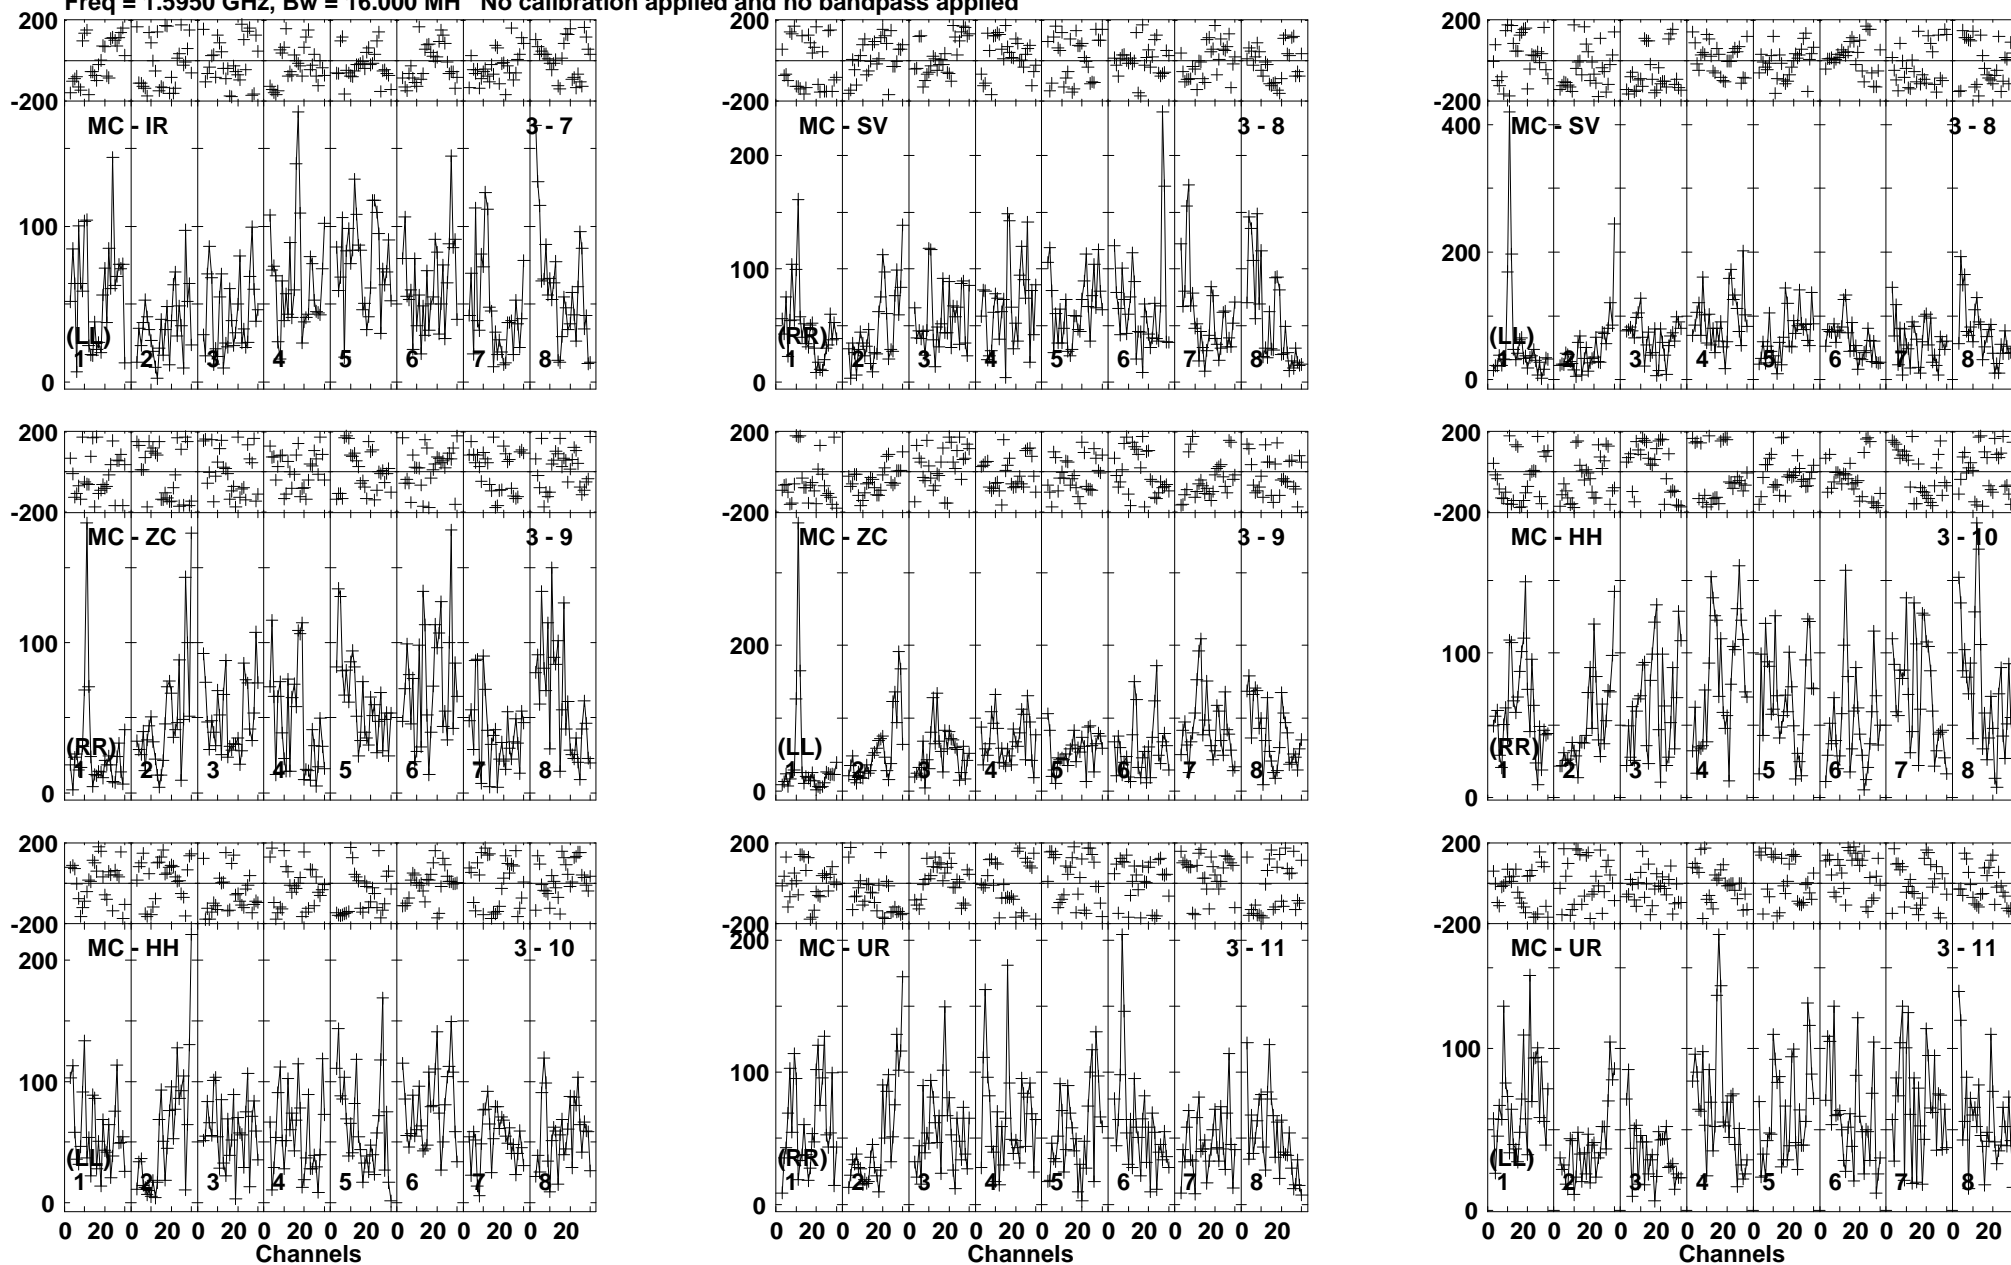 Freq = 1.5950 GHz, Bw = 16.000 MH No calibration applied and no bandpass applied
200
-200
MC - IR 3 - 7
100
0
(LL)
1 2 3 4 5 6 7 8
200
-200
MC - SV 3 - 8
200
100
0
(RR)
1 2 3 4 5 6 7 8
200
-200
MC - SV 3 - 8
400
200
0
(LL)
1 2 3 4 5 6 7 8
200
-200
MC - ZC 3 - 9
100
0
(RR)
1 2 3 4 5 6 7 8
200
-200
MC - ZC 3 - 9
200
0
(LL)
1 2 3 4 5 6 7 8
200
-200
MC - HH 3 - 10
100
0
(RR)
1 2 3 4 5 6 7 8
200
-200
MC - HH 3 - 10
200
100
0
(LL)
1 2 3 4 5 6 7 8
0 20 0 20 0 20 0 20 0 20 0 20 0 20 0 20
Channels
200
-200
MC - UR 3 - 11
200
100
0
(RR)
1 2 3 4 5 6 7 8
0 20 0 20 0 20 0 20 0 20 0 20 0 20 0 20
Channels
200
-200
MC - UR 3 - 11
100
0
(LL)
1 2 3 4 5 6 7 8
0 20 0 20 0 20 0 20 0 20 0 20 0 20 0 20
Channels